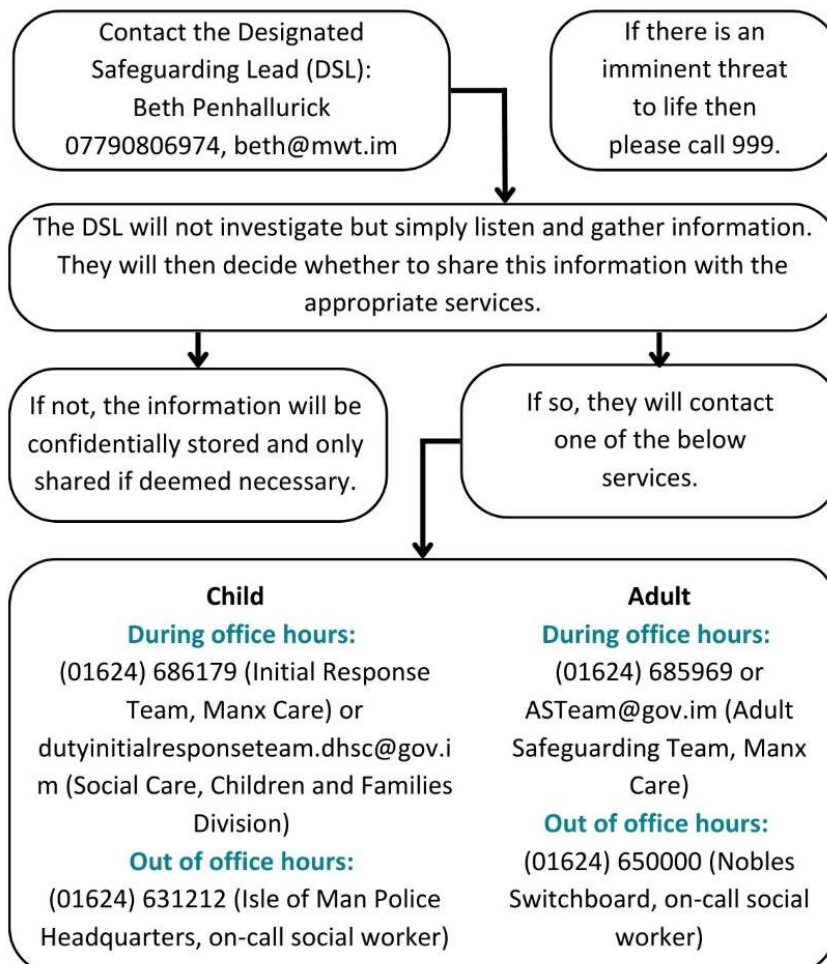 Contact the Designated
Safeguarding Lead (DSL):
Beth Penhallurick
07790806974, beth@mwt.im
If there is an
imminent threat
to life then
please call 999.
The DSL will not investigate but simply listen and gather information.
They will then decide whether to share this information with the
appropriate services.
If not, the information will be
confidentially stored and only
shared if deemed necessary.
If so, they will contact
one of the below
services.
Child
During office hours:
(01624) 686179 (Initial Response
Team, Manx Care) or
dutyinitialresponseteam.dhsc@gov.i
m (Social Care, Children and Families
Division)
Out of office hours:
(01624) 631212 (Isle of Man Police
Headquarters, on-call social worker)
Adult
During office hours:
(01624) 685969 or
ASTeam@gov.im (Adult
Safeguarding Team, Manx
Care)
Out of office hours:
(01624) 650000 (Nobles
Switchboard, on-call social
worker)